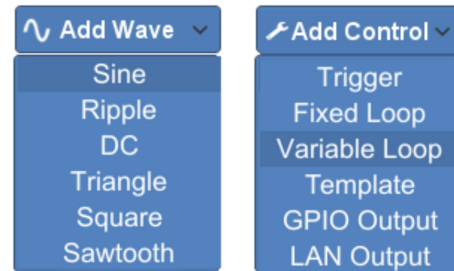 Add Wave
Sine
Ripple
DC
Triangle
Square
Sawtooth
Add Control
Trigger
Fixed Loop
Variable Loop
Template
GPIO Output
LAN Output